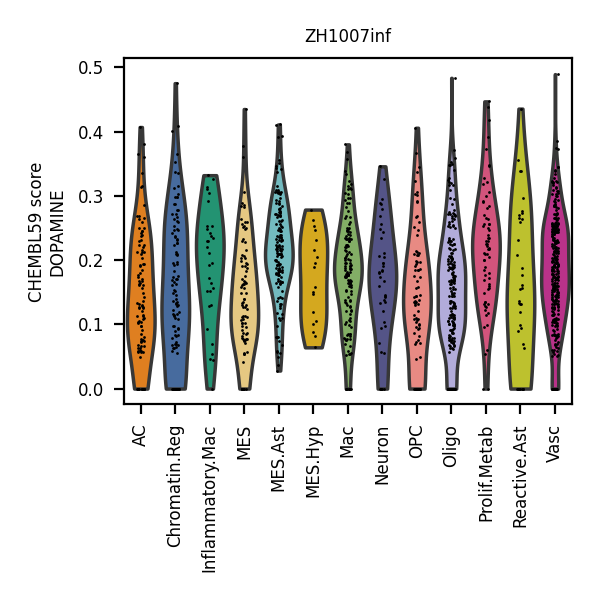 ZH1007inf
CHEMBL59 score
DOPAMINE
0.5
0.4
0.3
0.2
0.1
0.0
AC
Chromatin.Reg
Inflammatory.Mac
MES
MES.Ast
MES.Hyp
Mac
Neuron
OPC
Oligo
Prolif.Metab
Reactive.Ast
Vasc